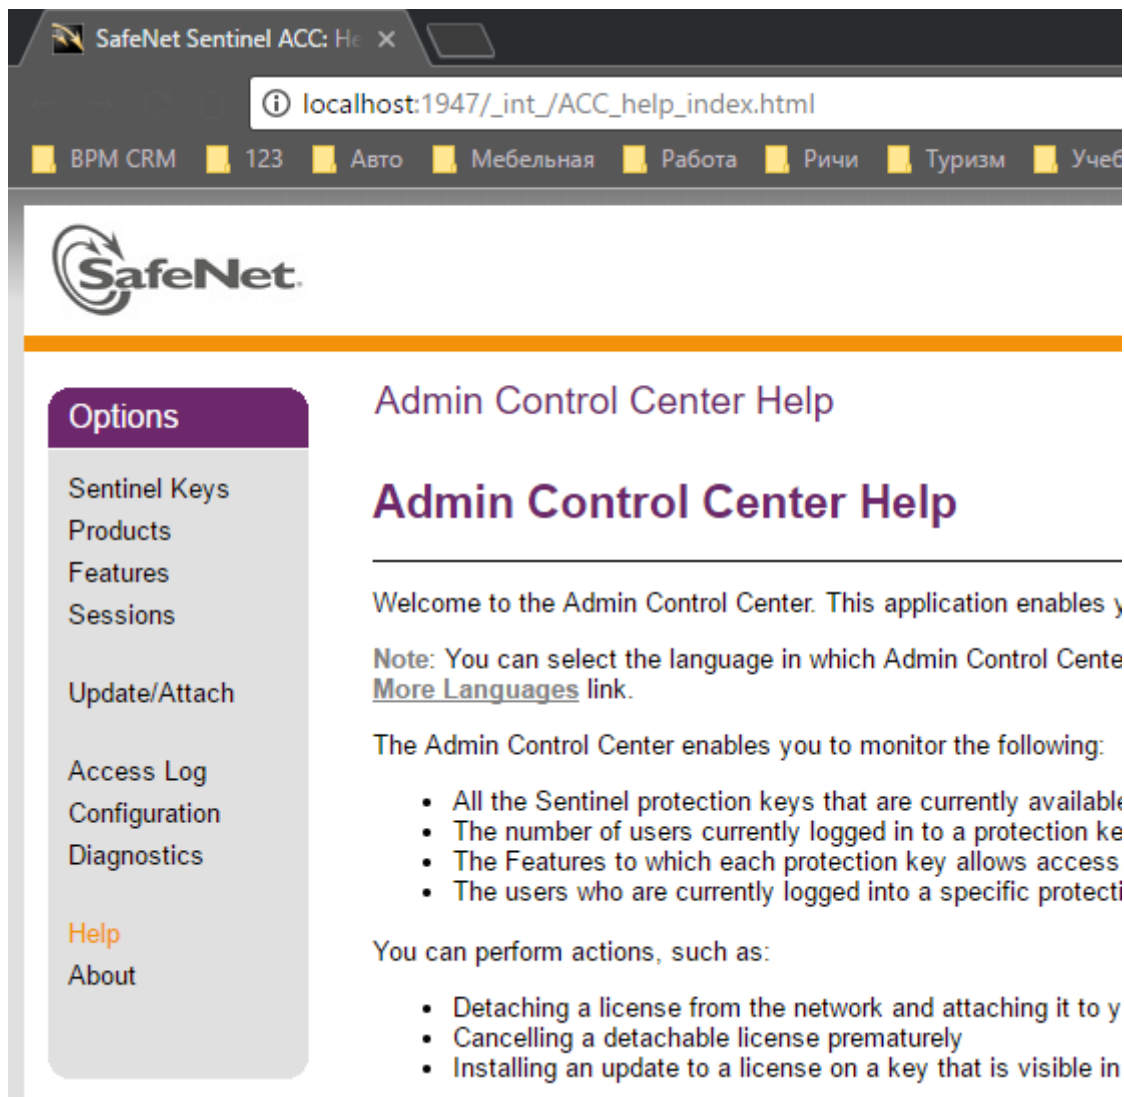 SafeNet Sentinel ACC: He
localhost:1947/_int_/ACC_help_index.html
BPM CRM 123 Авто Мебельная Работа Ричи Туризм Учеб
SafeNet.
Options
Sentinel Keys
Products
Features
Sessions
Update/Attach
Access Log
Configuration
Diagnostics
Help
About
Admin Control Center Help
Admin Control Center Help
Welcome to the Admin Control Center. This application enables y
Note: You can select the language in which Admin Control Cente
More Languages link.
The Admin Control Center enables you to monitor the following:
• All the Sentinel protection keys that are currently available
• The number of users currently logged in to a protection ke
• The Features to which each protection key allows access
• The users who are currently logged into a specific protecti
You can perform actions, such as:
• Detaching a license from the network and attaching it to y
• Cancelling a detachable license prematurely
• Installing an update to a license on a key that is visible in